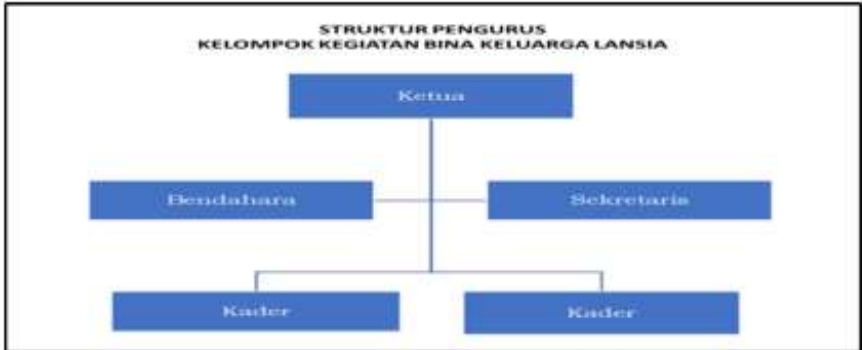 STRUKTUR PENGURUS
KELOMPOK KEGIATAN BINA KELUARGA LANSIA
Ketua
Bendahara
Sekretaris
Kader
Kader